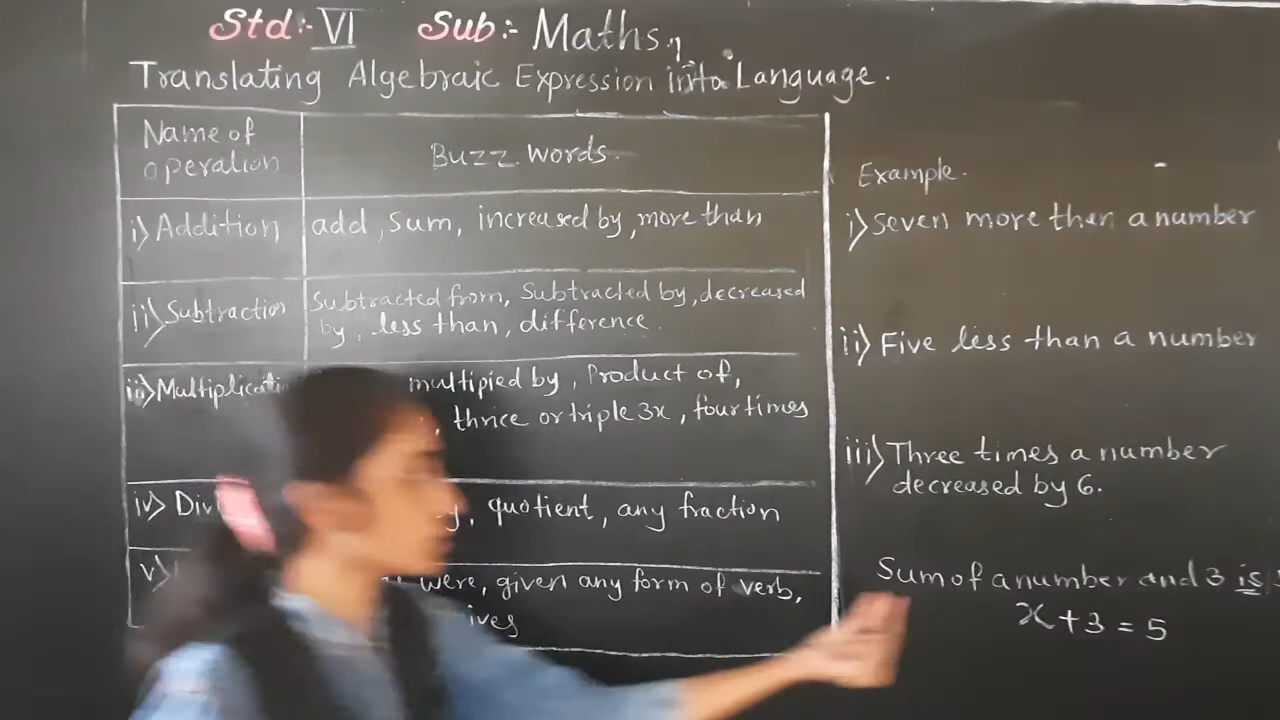 Std:- VI Sub:- Maths.
Translating Algebraic Expression into Language.
Name of operation
Buzz words.
i) Addition
add, sum, increased by, more than
ii) Subtraction
Subtracted from, Subtracted by, decreased
by, less than, difference.
iii) Multiplicati
multipied by, Product of,
, thrice or triple 3x, four times
iv) Div
y, quotient, any fraction
v)
were, given any form of verb,
ives
Example.
i) seven more than a number
ii) Five less than a number
iii) Three times a number
decreased by 6.
Sum of a number and 3 is
x + 3 = 5